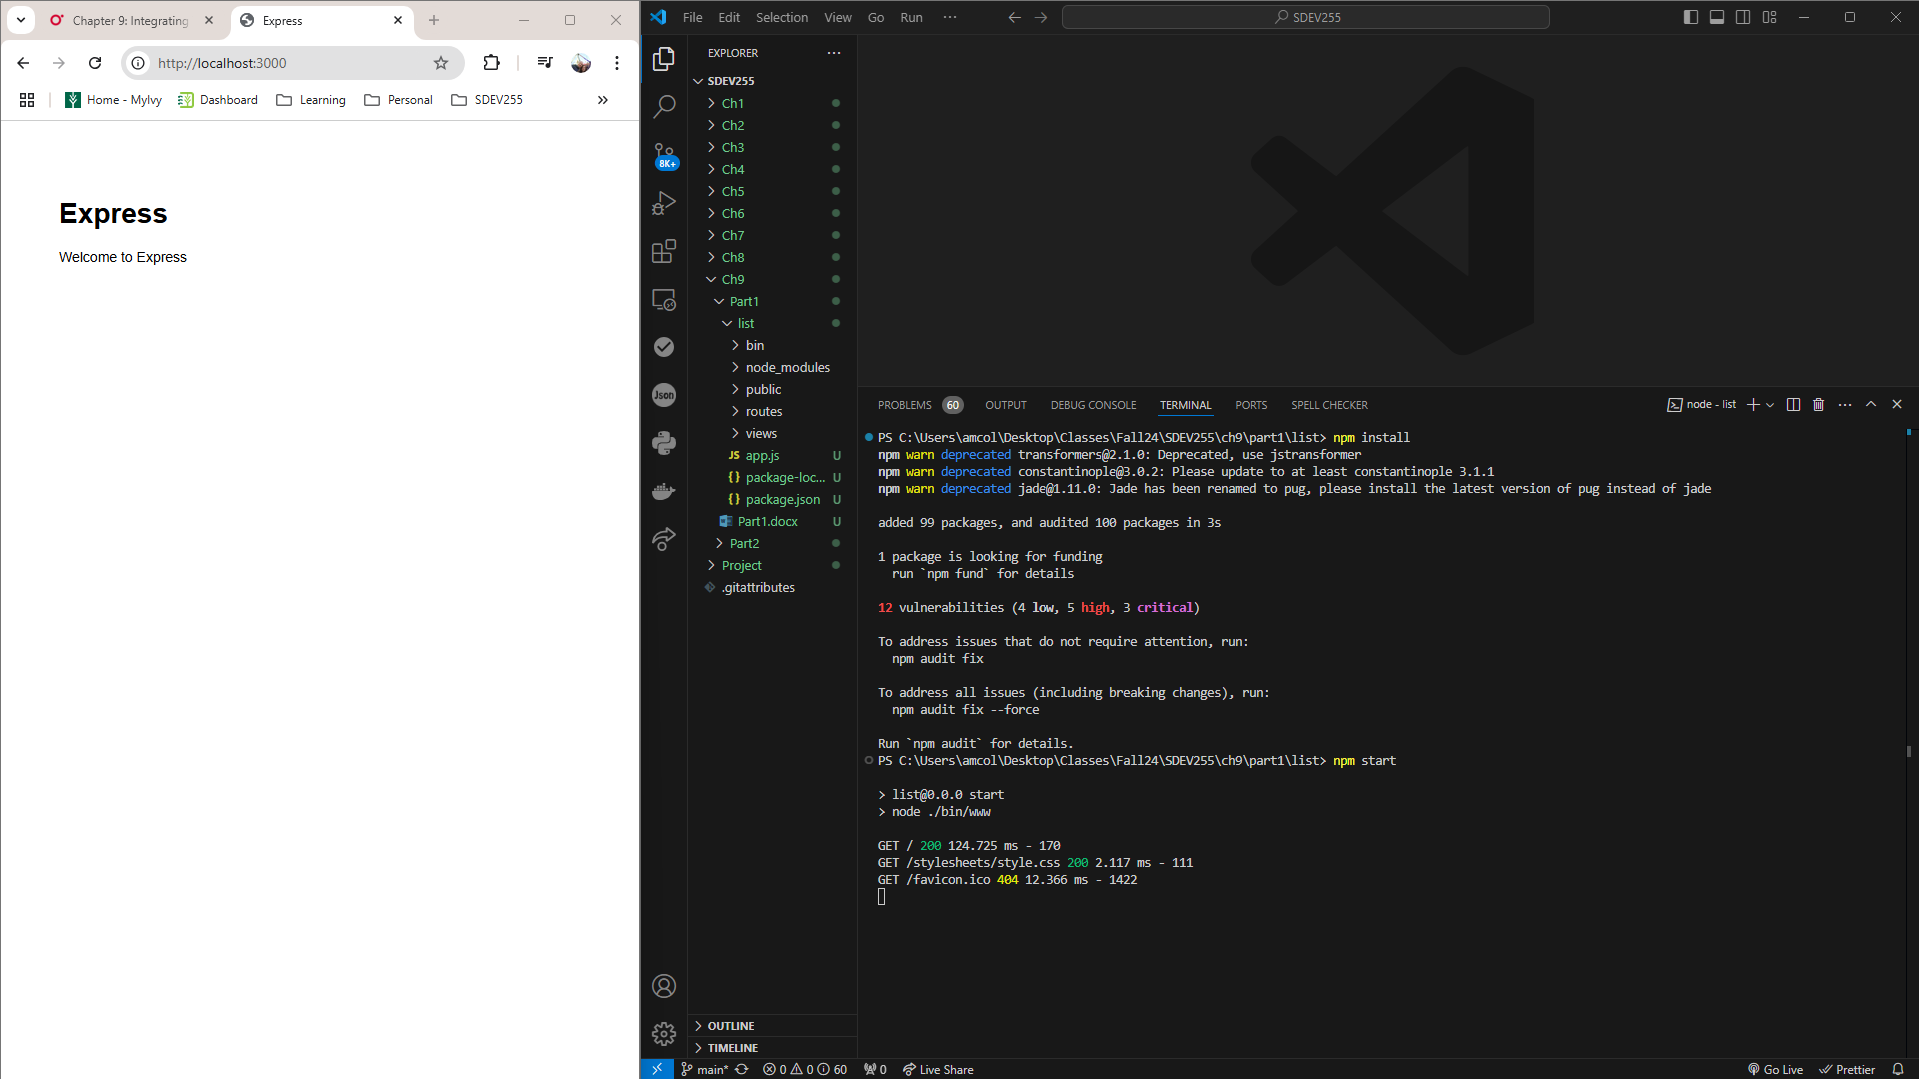 Chapter 9: Integrating
Express
http://localhost:3000
Home - MyIvy
Dashboard
Learning
Personal
SDEV255
Express
Welcome to Express
File Edit Selection View Go Run
SDEV255
EXPLORER
SDEV255
Ch1
Ch2
Ch3
Ch4
Ch5
Ch6
Ch7
Ch8
Ch9
Part1
list
bin
node_modules
public
routes
views
JS app.js U
{} package-loc... U
{} package.json U
Part1.docx U
Part2
Project
.gitattributes
OUTLINE
TIMELINE
8K+
Json
PROBLEMS 60 OUTPUT DEBUG CONSOLE TERMINAL PORTS SPELL CHECKER
node - list
PS C:\Users\amcol\Desktop\Classes\Fall24\SDEV255\ch9\part1\list> npm install
npm warn deprecated transformers@2.1.0: Deprecated, use jstransformer
npm warn deprecated constantinople@3.0.2: Please update to at least constantinople 3.1.1
npm warn deprecated jade@1.11.0: Jade has been renamed to pug, please install the latest version of pug instead of jade
added 99 packages, and audited 100 packages in 3s
1 package is looking for funding
run `npm fund` for details
12 vulnerabilities (4 low, 5 high, 3 critical)
To address issues that do not require attention, run:
npm audit fix
To address all issues (including breaking changes), run:
npm audit fix --force
Run `npm audit` for details.
PS C:\Users\amcol\Desktop\Classes\Fall24\SDEV255\ch9\part1\list> npm start
> list@0.0.0 start
> node ./bin/www
GET / 200 124.725 ms - 170
GET /stylesheets/style.css 200 2.117 ms - 111
GET /favicon.ico 404 12.366 ms - 1422
main* 0 0 60 0 Live Share
Go Live Prettier